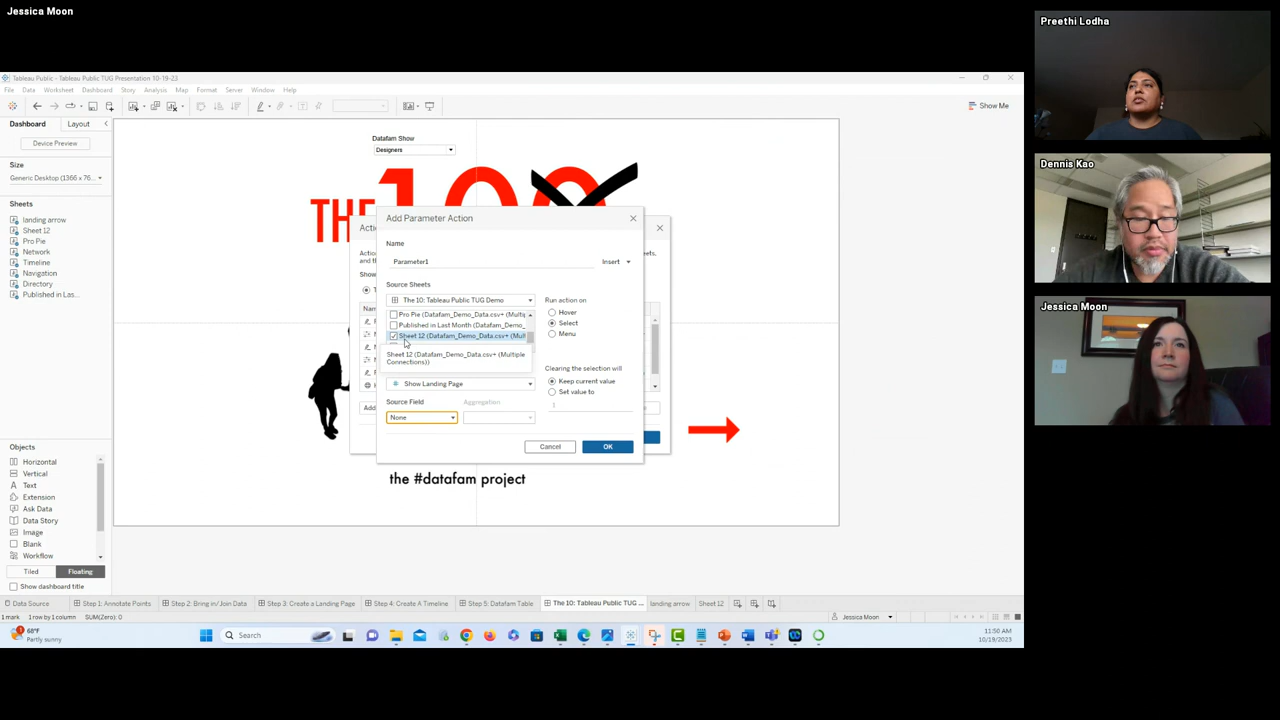 Jessica Moon
Preethi Lodha
Dennis Kao
Jessica Moon
Tableau Public - Tableau Public TUG Presentation 10-19-23
File Data Worksheet Dashboard Story Analysis Map Format Server Window Help
Show Me
Dashboard Layout
Device Preview
Size
Generic Desktop (1366 x 76...
Sheets
landing arrow
Sheet 12
Pro Pie
Network
Timeline
Navigation
Directory
Published in Las...
Objects
Horizontal
Vertical
Text
Extension
Ask Data
Data Story
Image
Blank
Workflow
Tiled Floating
Show dashboard title
Datafam Show
Designers
THE 100
Add Parameter Action
Name
Parameter1
Insert
Source Sheets
The 10: Tableau Public TUG Demo
Pro Pie (Datafam_Demo_Data.csv+ (Multip
Published in Last Month (Datafam_Demo_
Sheet 12 (Datafam_Demo_Data.csv+ (Mult
Sheet 12 (Datafam_Demo_Data.csv+ (Multiple
Connections))
Show Landing Page
Source Field Aggregation
None
Run action on
Hover
Select
Menu
Clearing the selection will
Keep current value
Set value to
1
Cancel OK
the #datafam project
Data Source Step 1: Annotate Points Step 2: Bring in/Join Data Step 3: Create a Landing Page Step 4: Create A Timeline Step 5: Datafam Table The 10: Tableau Public TUG ... landing arrow Sheet 12
1 mark 1 row by 1 column SUM(Zero): 0
Jessica Moon
68°F
Partly sunny
Search
11:50 AM
10/19/2023